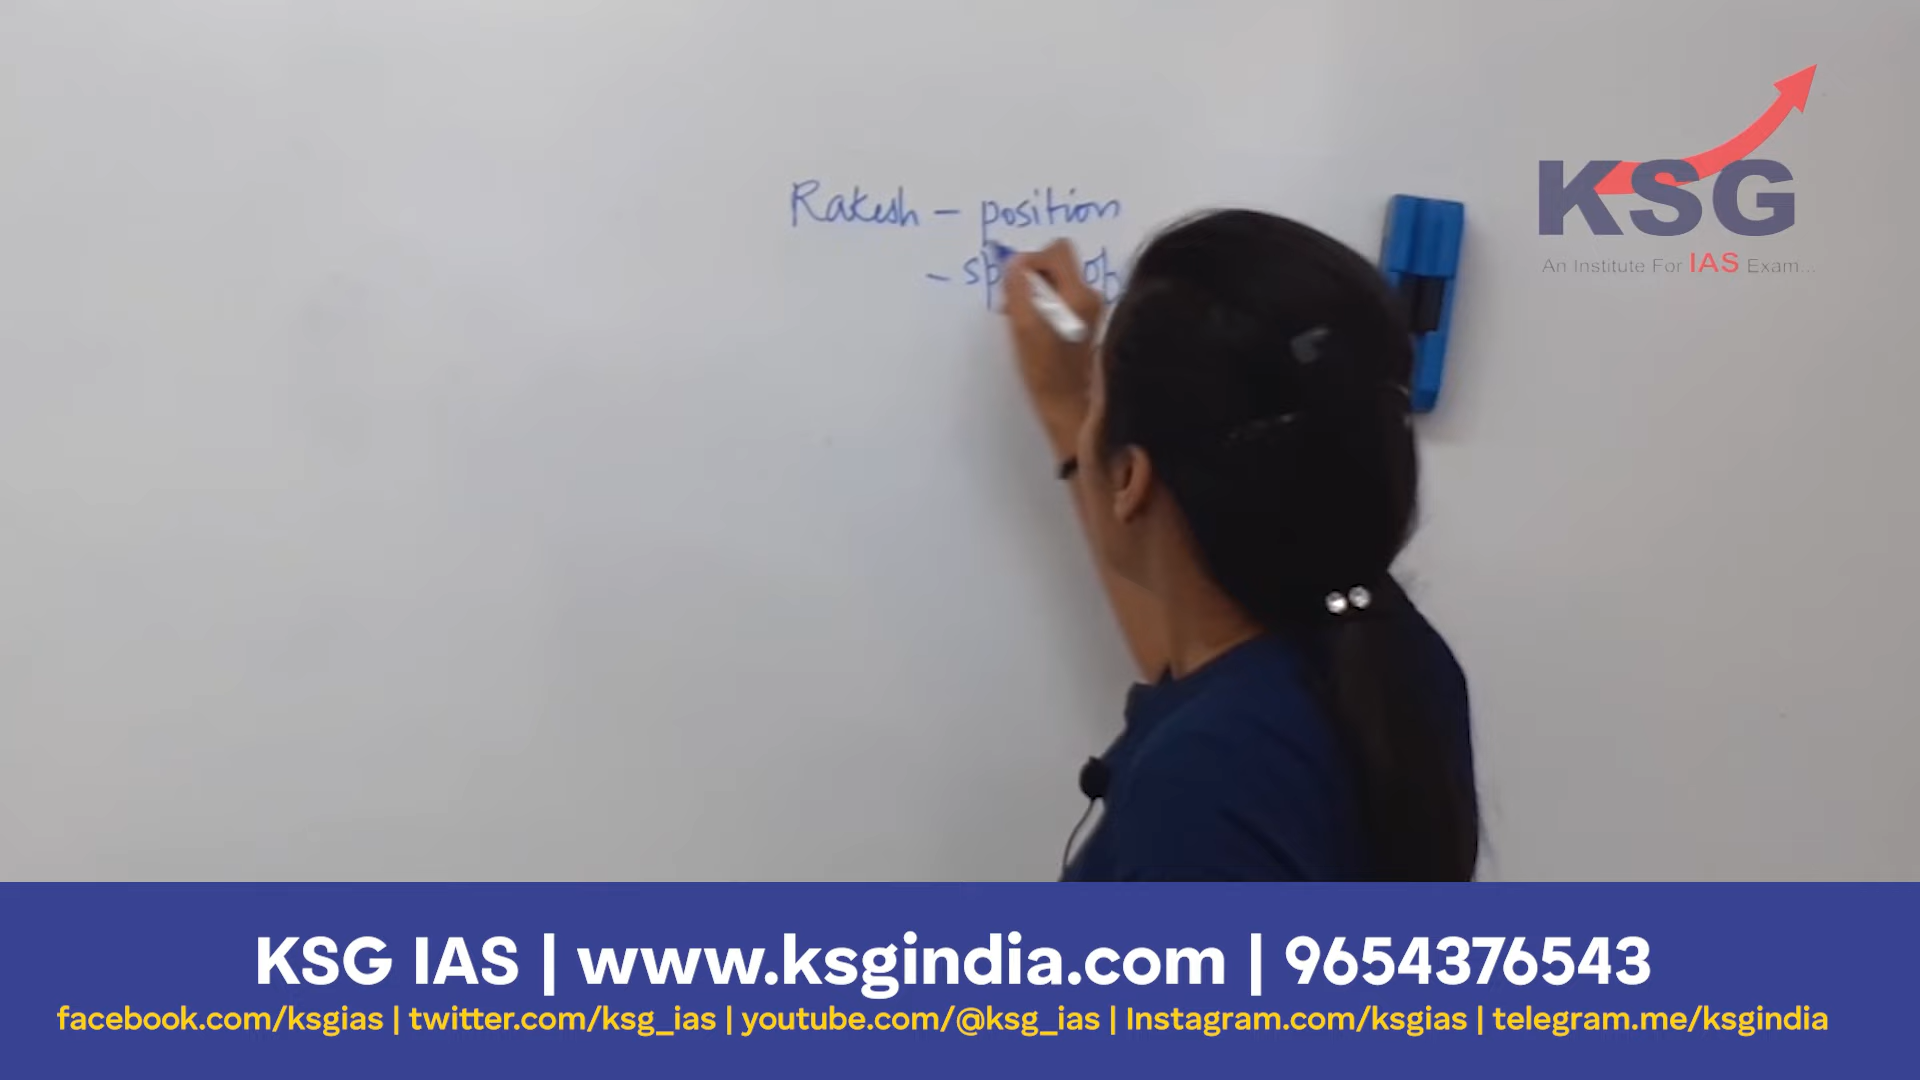 Rakesh - position
-
KSG
An Institute For IAS Exam...
KSG IAS | www.ksgindia.com | 9654376543
facebook.com/ksgias | twitter.com/ksg_ias | youtube.com/@ksg_ias | Instagram.com/ksgias | telegram.me/ksgindia